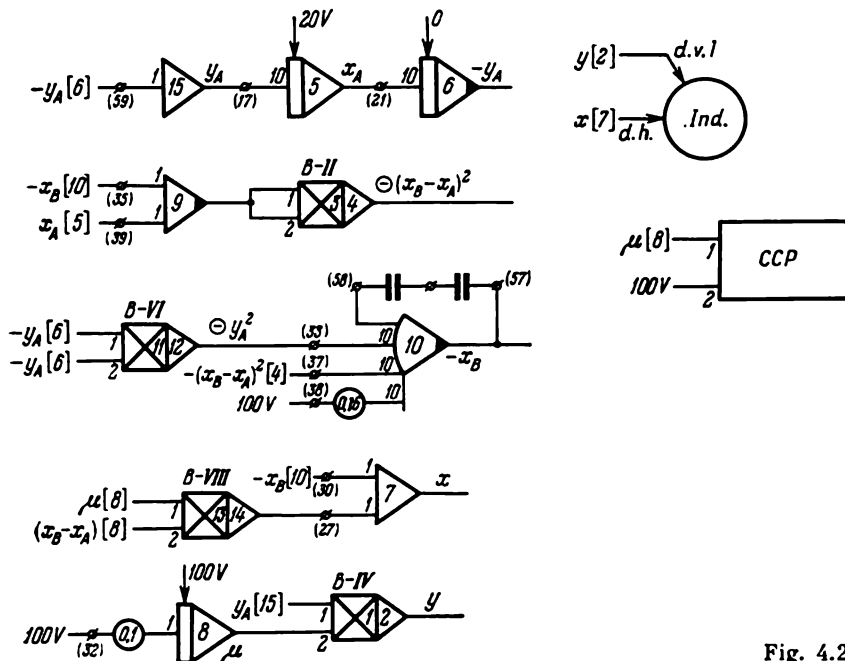 20V
0
-y_A [6] (59) 1 15 y_A (17) 10 5 x_A (21) 10 6 -y_A
y[2] d.v.1
x[7] d.h. .Ind.
B-II
-x_B [10] (35) 1
x_A [5] (39) 1 9 1 2 3 4 ⊖(x_B-x_A)²
μ[8] 1
100V 2
CCP
(58) (57)
B-VI
-y_A [6] 1
-y_A [6] 2 11 12 ⊖y_A² (33) 10 10 -x_B
-(x_B-x_A)² [4] (37) 10
100V (38) 0,16 10
B-VIII
μ[8] 1
(x_B-x_A) [8] 2 13 14 (27) 1
-x_B [10] (30) 1 7 x
100V
100V (32) 0,1 1 8 μ
B-IV
y_A [15] 1 2 1 2 y
Fig. 4.2